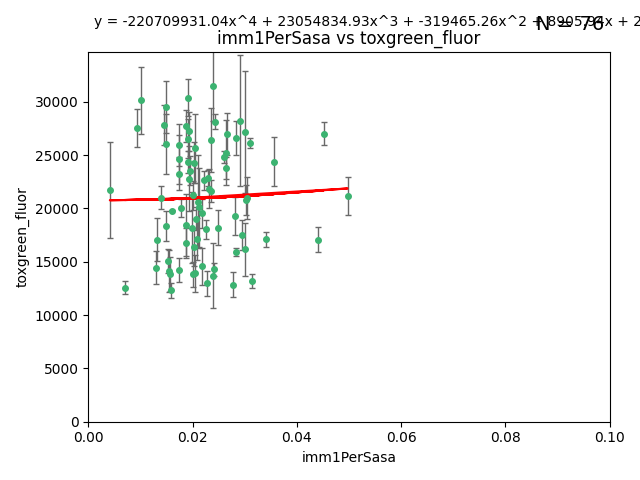 y = -220709931.04x^4 + 23054834.93x^3 + -319465.26x^2 +
N = 76
imm1PerSasa vs toxgreen_fluor
30000
25000
20000
15000
10000
5000
0
toxgreen_fluor
0.00 0.02 0.04 0.06 0.08 0.10
imm1PerSasa